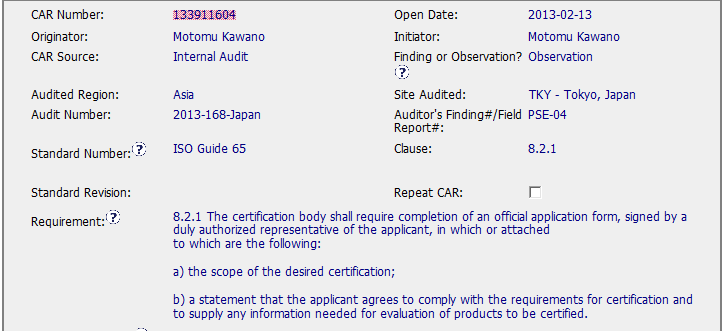 CAR Number: 133911604 Open Date: 2013-02-13
Originator: Motomu Kawano Initiator: Motomu Kawano
CAR Source: Internal Audit Finding or Observation? Observation
?
Audited Region: Asia Site Audited: TKY - Tokyo, Japan
Audit Number: 2013-168-Japan Auditor's Finding#/Field PSE-04
Report#:
Standard Number: ? ISO Guide 65 Clause: 8.2.1
Standard Revision: Repeat CAR:
Requirement: ? 8.2.1 The certification body shall require completion of an official application form, signed by a
duly authorized representative of the applicant, in which or attached
to which are the following:
a) the scope of the desired certification;
b) a statement that the applicant agrees to comply with the requirements for certification and
to supply any information needed for evaluation of products to be certified.